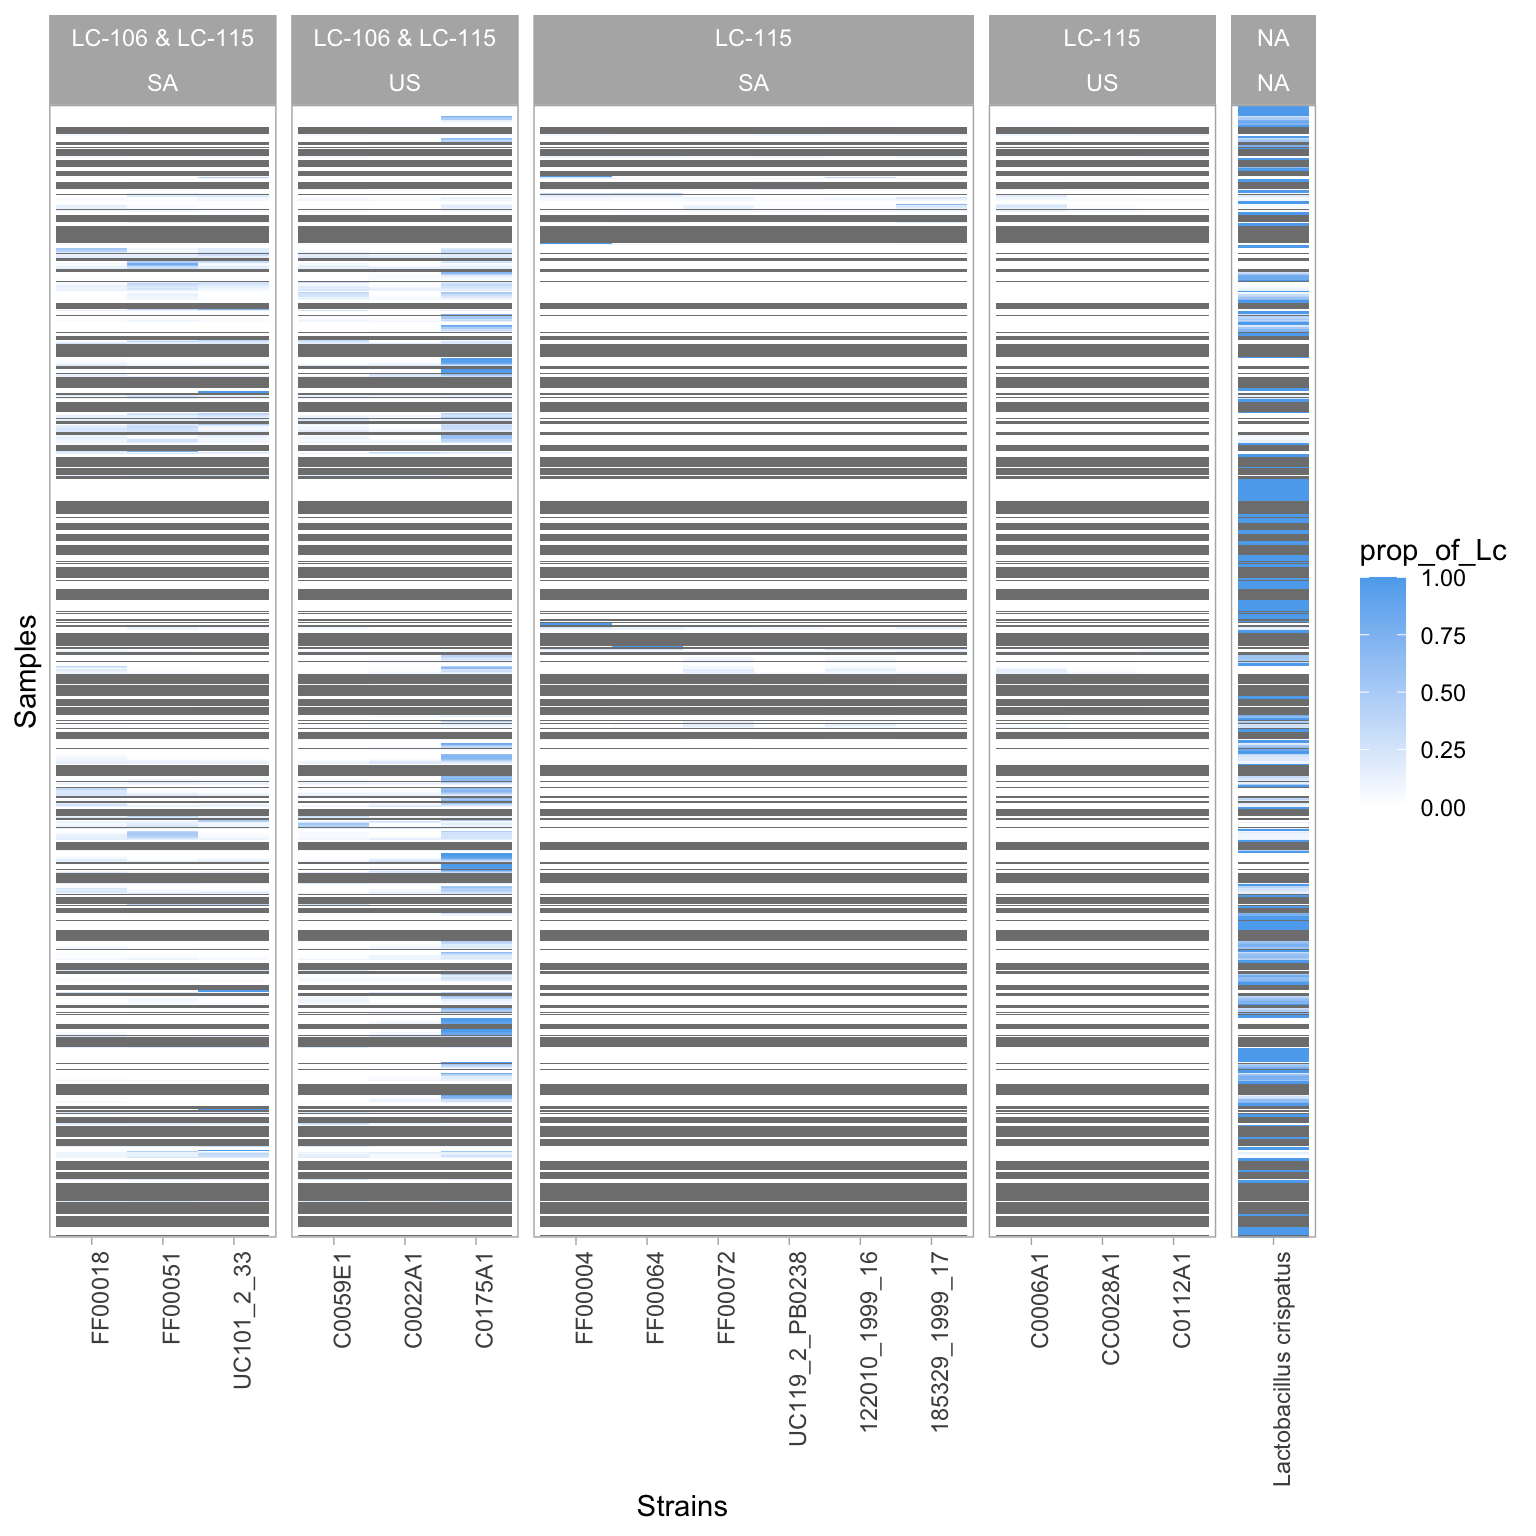 LC-106 & LC-115
SA
LC-106 & LC-115
US
LC-115
SA
LC-115
US
NA
NA
Samples
prop_of_Lc
1.00
0.75
0.50
0.25
0.00
FF00018
FF00051
UC101_2_33
C0059E1
C0022A1
C0175A1
FF00004
FF00064
FF00072
UC119_2_PB0238
122010_1999_16
185329_1999_17
C0006A1
CC0028A1
C0112A1
Lactobacillus crispatus
Strains